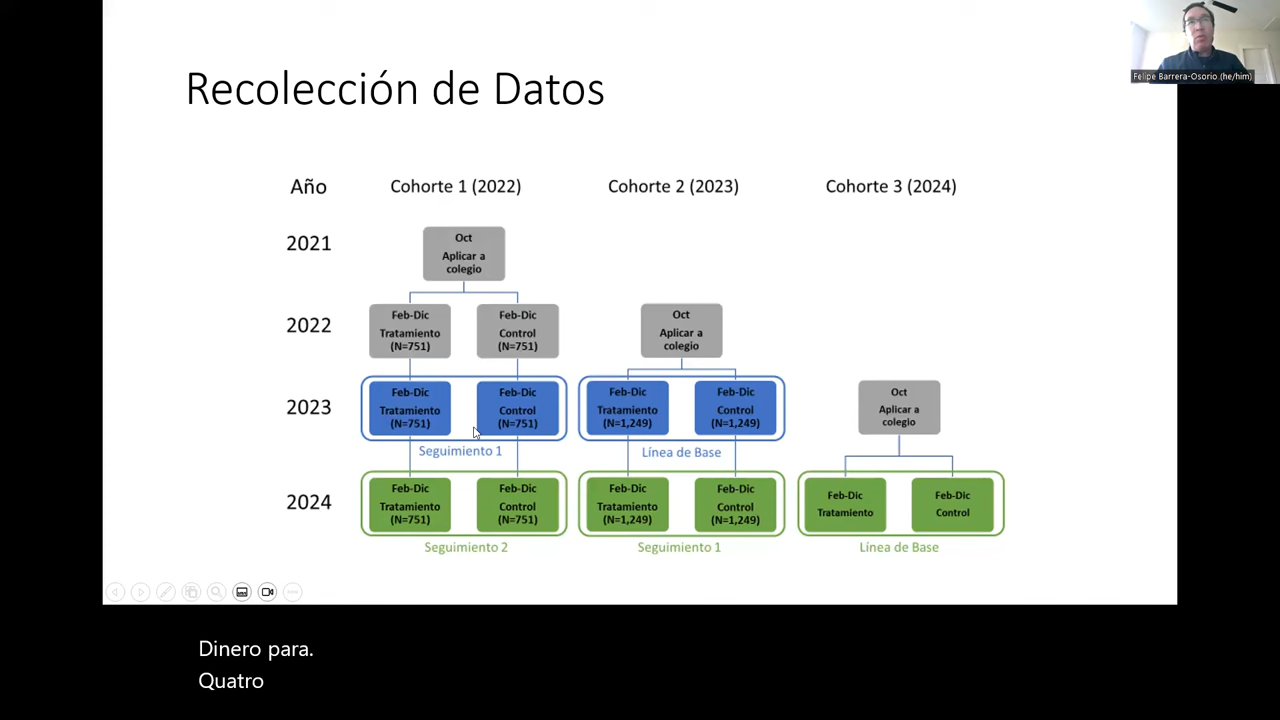 Felipe Barrera-Osorio (he/him)
Recolección de Datos
Año
Cohorte 1 (2022)
Cohorte 2 (2023)
Cohorte 3 (2024)
2021
Oct
Aplicar a
colegio
2022
Feb-Dic
Tratamiento
(N=751)
Feb-Dic
Control
(N=751)
Oct
Aplicar a
colegio
2023
Feb-Dic
Tratamiento
(N=751)
Feb-Dic
Control
(N=751)
Seguimiento 1
Feb-Dic
Tratamiento
(N=1,249)
Feb-Dic
Control
(N=1,249)
Línea de Base
Oct
Aplicar a
colegio
2024
Feb-Dic
Tratamiento
(N=751)
Feb-Dic
Control
(N=751)
Seguimiento 2
Feb-Dic
Tratamiento
(N=1,249)
Feb-Dic
Control
(N=1,249)
Seguimiento 1
Feb-Dic
Tratamiento
Feb-Dic
Control
Línea de Base
Dinero para.
Quatro